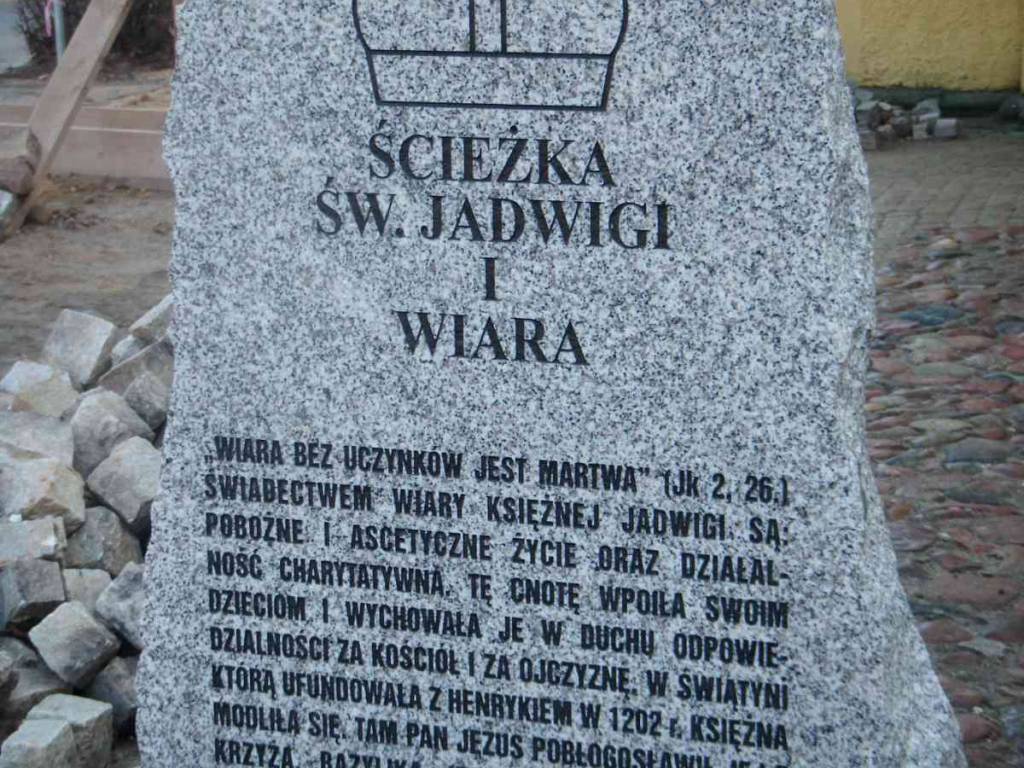 ŚCIEŻKA
ŚW. JADWIGI
I
WIARA
„WIARA BEZ UCZYNKÓW JEST MARTWA” (Jk 2, 26.)
ŚWIADECTWEM WIARY KSIĘŻNEJ JADWIGI SĄ:
POBOŻNE I ASCETYCZNE ŻYCIE ORAZ DZIAŁAL-
NOŚĆ CHARYTATYWNA. TĘ CNOTĘ WPOIŁA SWOIM
DZIECIOM I WYCHOWAŁA JE W DUCHU ODPOWIE-
DZIALNOŚCI ZA KOŚCIÓŁ I ZA OJCZYZNĘ. W ŚWIĄTYNI
KTÓRĄ UFUNDOWAŁA Z HENRYKIEM W 1202 r. KSIĘŻNA
MODLIŁA SIĘ. TAM PAN JEZUS POBŁOGOSŁAWIŁ
KRZYŻA. BAZYLIKA